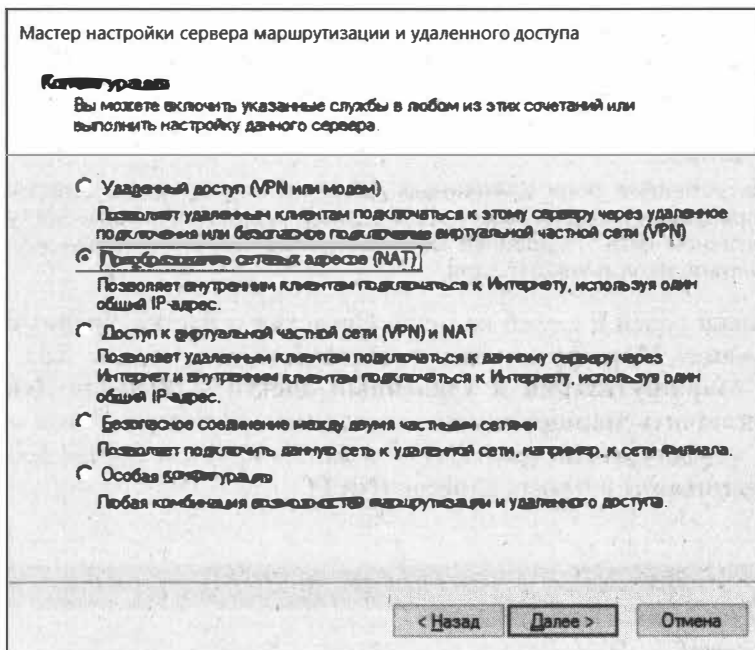 Мастер настройки сервера маршрутизации и удаленного доступа
Конфигурация
Вы можете включить указанные службы в любом из этих сочетаний или
выполнить настройку данного сервера.
Удаленный доступ (VPN или модем)
Позволяет удаленным клиентам подключаться к этому серверу через удаленное
подключения или безопасное подключение виртуальной частной сети (VPN)
Преобразование сетевых адресов (NAT)
Позволяет внутренним клиентам подключаться к Интернету, используя один
общий IP-адрес.
Доступ к виртуальной частной сети (VPN) и NAT
Позволяет удаленным клиентам подключаться к данному серверу через
Интернет и внутренним клиентам подключаться к Интернету, используя один
общий IP-адрес.
Безопасное соединение между двумя частными сетями
Позволяет подключить данную сеть к удаленной сети, например, к сети филиала.
Особая конфигурация
Любая комбинация возможностей маршрутизации и удаленного доступа.
< Назад Далее > Отмена